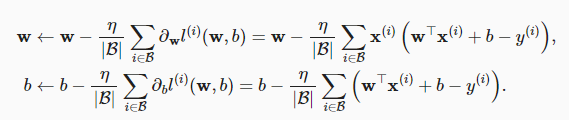 w ← w − η/|ℬ| ∑_{i∈ℬ} ∂_w l^{(i)}(w, b) = w − η/|ℬ| ∑_{i∈ℬ} x^{(i)} (w^⊤ x^{(i)} + b − y^{(i)}),
b ← b − η/|ℬ| ∑_{i∈ℬ} ∂_b l^{(i)}(w, b) = b − η/|ℬ| ∑_{i∈ℬ} (w^⊤ x^{(i)} + b − y^{(i)}).